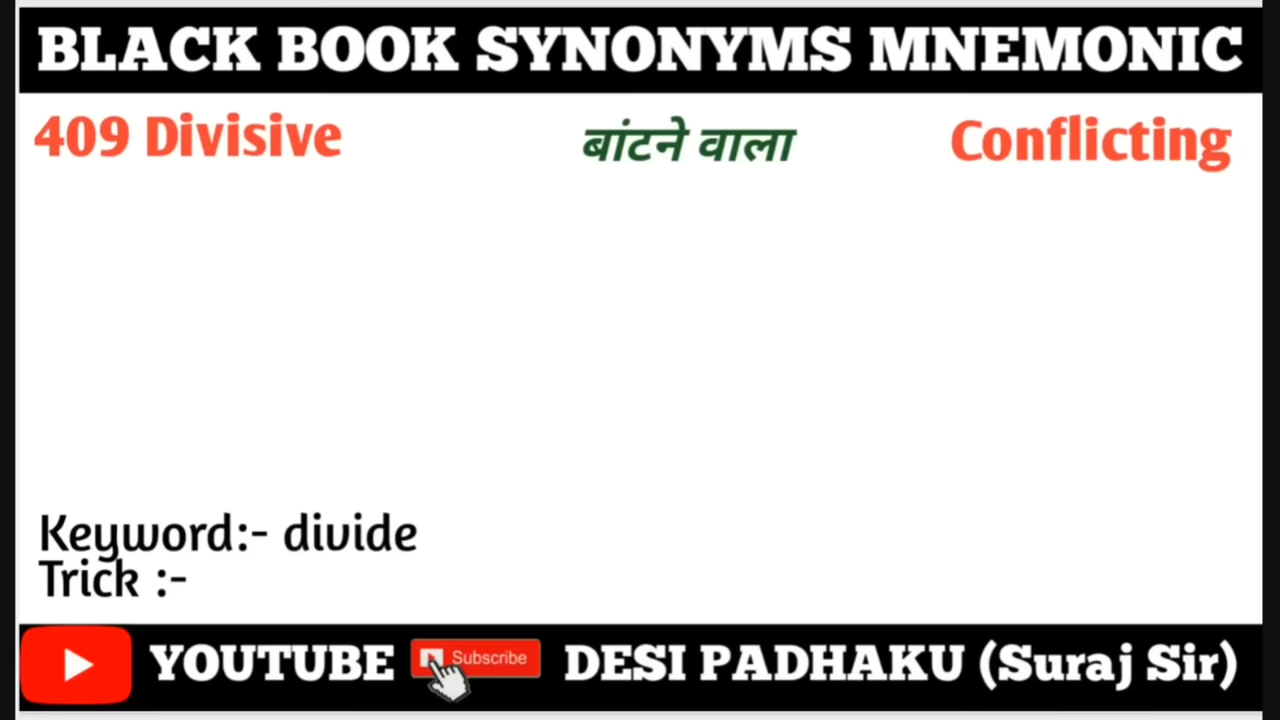 BLACK BOOK SYNONYMS MNEMONIC
409 Divisive बांटने वाला Conflicting
Keyword:- divide
Trick :-
YOUTUBE Subscribe DESI PADHAKU (Suraj Sir)